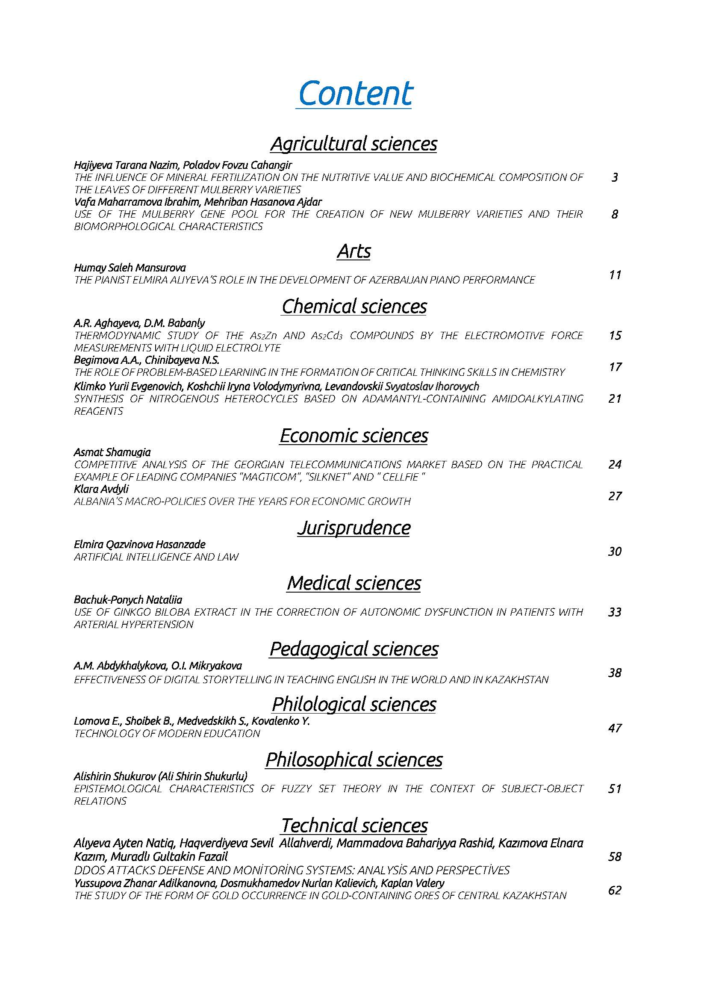 Content
Agricultural sciences
Hajiyeva Tarana Nazim, Poladov Fovzu Cahangir
THE INFLUENCE OF MINERAL FERTILIZATION ON THE NUTRITIVE VALUE AND BIOCHEMICAL COMPOSITION OF 3
THE LEAVES OF DIFFERENT MULBERRY VARIETIES
Vafa Maharramova Ibrahim, Mehriban Hasanova Ajdar
USE OF THE MULBERRY GENE POOL FOR THE CREATION OF NEW MULBERRY VARIETIES AND THEIR 8
BIOMORPHOLOGICAL CHARACTERISTICS
Arts
Humay Saleh Mansurova
11
THE PIANIST ELMIRA ALIYEVA’S ROLE IN THE DEVELOPMENT OF AZERBAIJAN PIANO PERFORMANCE
Chemical sciences
A.R. Aghayeva, D.M. Babanly
THERMODYNAMIC STUDY OF THE As₂Zn AND As₂Cd₃ COMPOUNDS BY THE ELECTROMOTIVE FORCE 15
MEASUREMENTS WITH LIQUID ELECTROLYTE
Begimova A.A., Chinibayeva N.S.
17
THE ROLE OF PROBLEM-BASED LEARNING IN THE FORMATION OF CRITICAL THINKING SKILLS IN CHEMISTRY
Klimko Yurii Evgenovich, Koshchii Iryna Volodymyrivna, Levandovskii Svyatoslav Ihorovych
SYNTHESIS OF NITROGENOUS HETEROCYCLES BASED ON ADAMANTYL-CONTAINING AMIDOALKYLATING 21
REAGENTS
Economic sciences
Asmat Shamugia
COMPETITIVE ANALYSIS OF THE GEORGIAN TELECOMMUNICATIONS MARKET BASED ON THE PRACTICAL 24
EXAMPLE OF LEADING COMPANIES "MAGTICOM", "SILKNET" AND " CELLFIE "
Klara Avdyli
27
ALBANIA'S MACRO-POLICIES OVER THE YEARS FOR ECONOMIC GROWTH
Jurisprudence
Elmira Qazvinova Hasanzade
30
ARTIFICIAL INTELLIGENCE AND LAW
Medical sciences
Bachuk-Ponych Nataliia
USE OF GINKGO BILOBA EXTRACT IN THE CORRECTION OF AUTONOMIC DYSFUNCTION IN PATIENTS WITH 33
ARTERIAL HYPERTENSION
Pedagogical sciences
A.M. Abdykhalykova, O.I. Mikryakova
38
EFFECTIVENESS OF DIGITAL STORYTELLING IN TEACHING ENGLISH IN THE WORLD AND IN KAZAKHSTAN
Philological sciences
Lomova E., Shoibek B., Medvedskikh S., Kovalenko Y.
47
TECHNOLOGY OF MODERN EDUCATION
Philosophical sciences
Alishirin Shukurov (Ali Shirin Shukurlu)
EPISTEMOLOGICAL CHARACTERISTICS OF FUZZY SET THEORY IN THE CONTEXT OF SUBJECT-OBJECT 51
RELATIONS
Technical sciences
Alıyeva Ayten Natiq, Haqverdiyeva Sevil Allahverdi, Mammadova Bahariyya Rashid, Kazımova Elnara
Kazım, Muradlı Gultakin Fazail 58
DDOS ATTACKS DEFENSE AND MONİTORİNG SYSTEMS: ANALYSİS AND PERSPECTİVES
Yussupova Zhanar Adilkanovna, Dosmukhamedov Nurlan Kalievich, Kaplan Valery
62
THE STUDY OF THE FORM OF GOLD OCCURRENCE IN GOLD-CONTAINING ORES OF CENTRAL KAZAKHSTAN